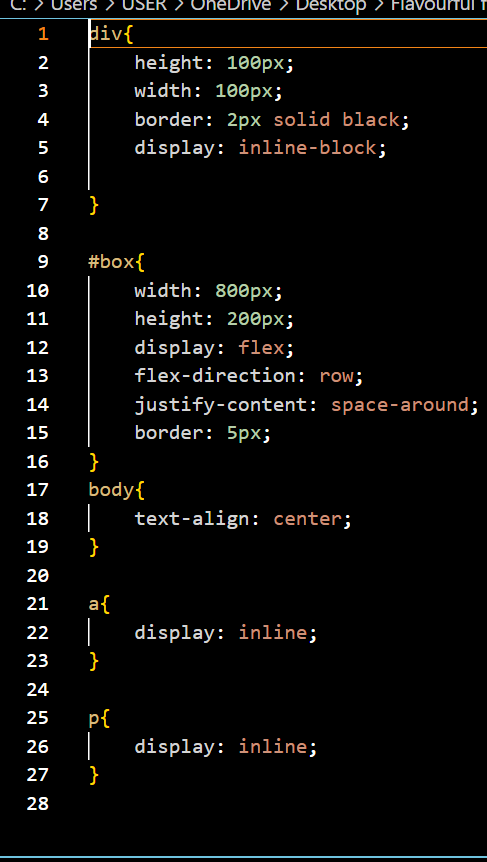 C: > Users > USER > OneDrive > Desktop > Flavourful f
1 div{
2 height: 100px;
3 width: 100px;
4 border: 2px solid black;
5 display: inline-block;
6
7 }
8
9 #box{
10 width: 800px;
11 height: 200px;
12 display: flex;
13 flex-direction: row;
14 justify-content: space-around;
15 border: 5px;
16 }
17 body{
18 text-align: center;
19 }
20
21 a{
22 display: inline;
23 }
24
25 p{
26 display: inline;
27 }
28